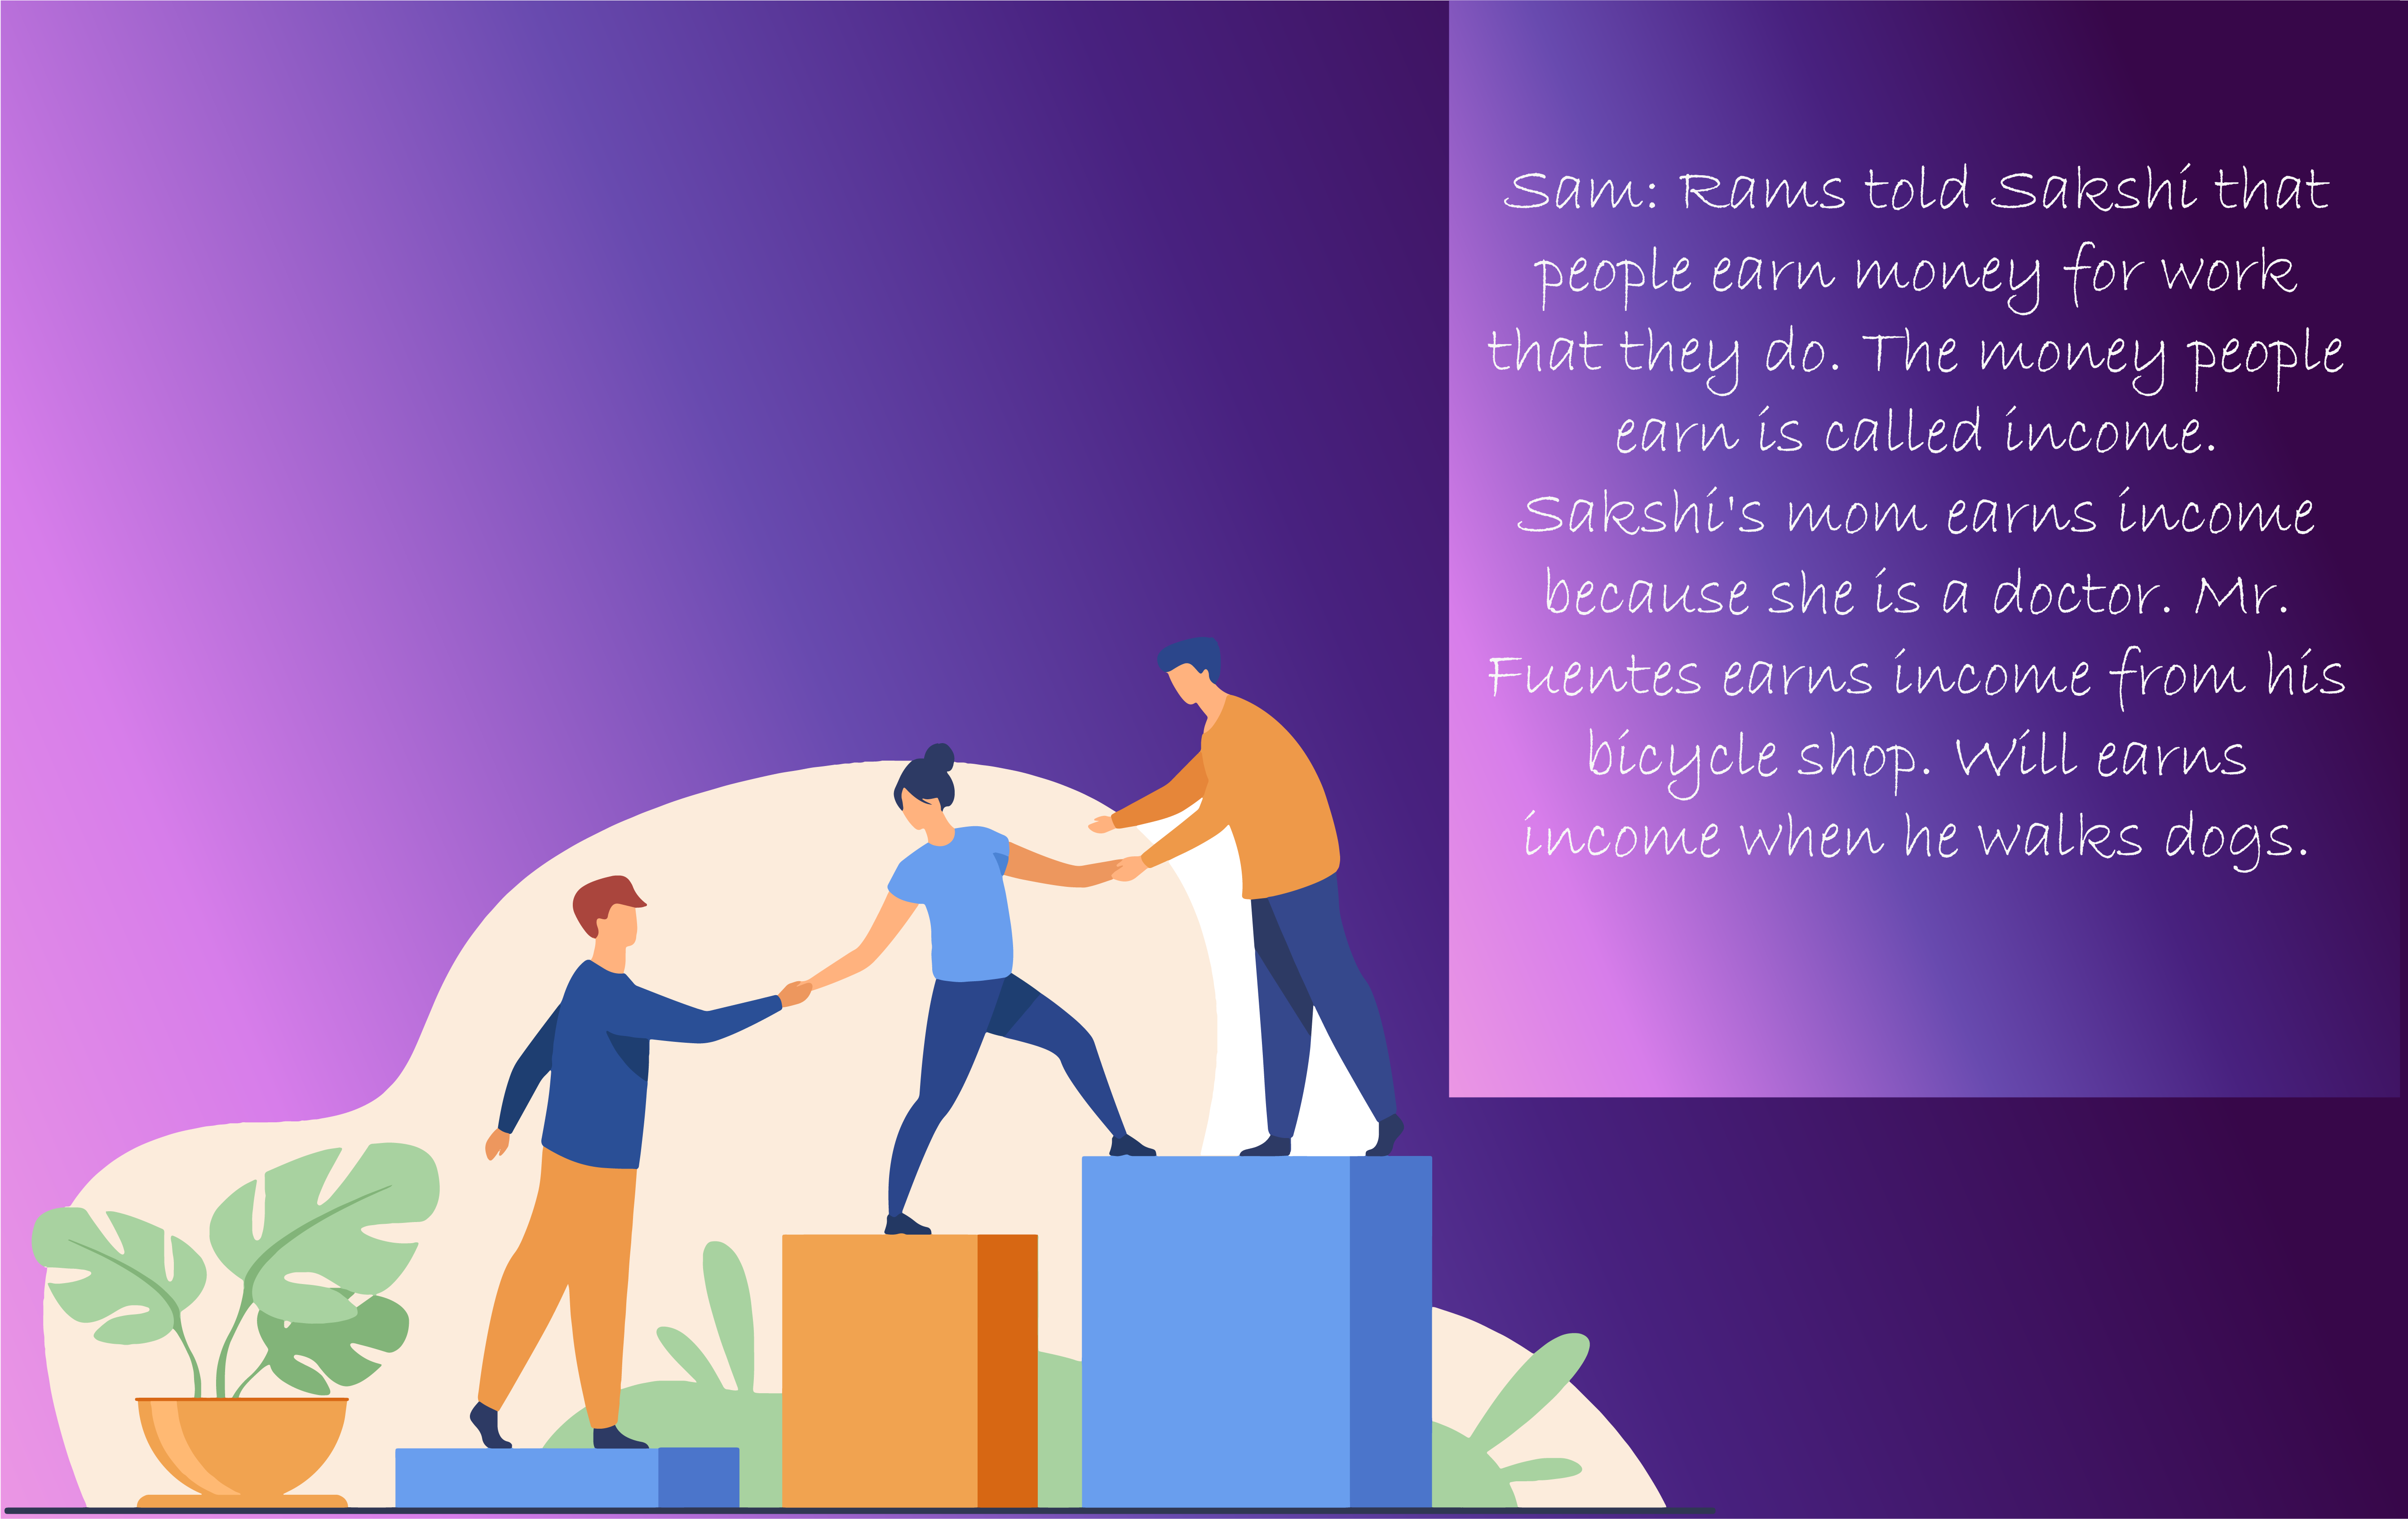 Sam: Rams told Sakshi that
people earn money for work
that they do. The money people
earn is called income.
Sakshi's mom earns income
because she is a doctor. Mr.
Fuentes earns income from his
bicycle shop. Will earns
income when he walks dogs.